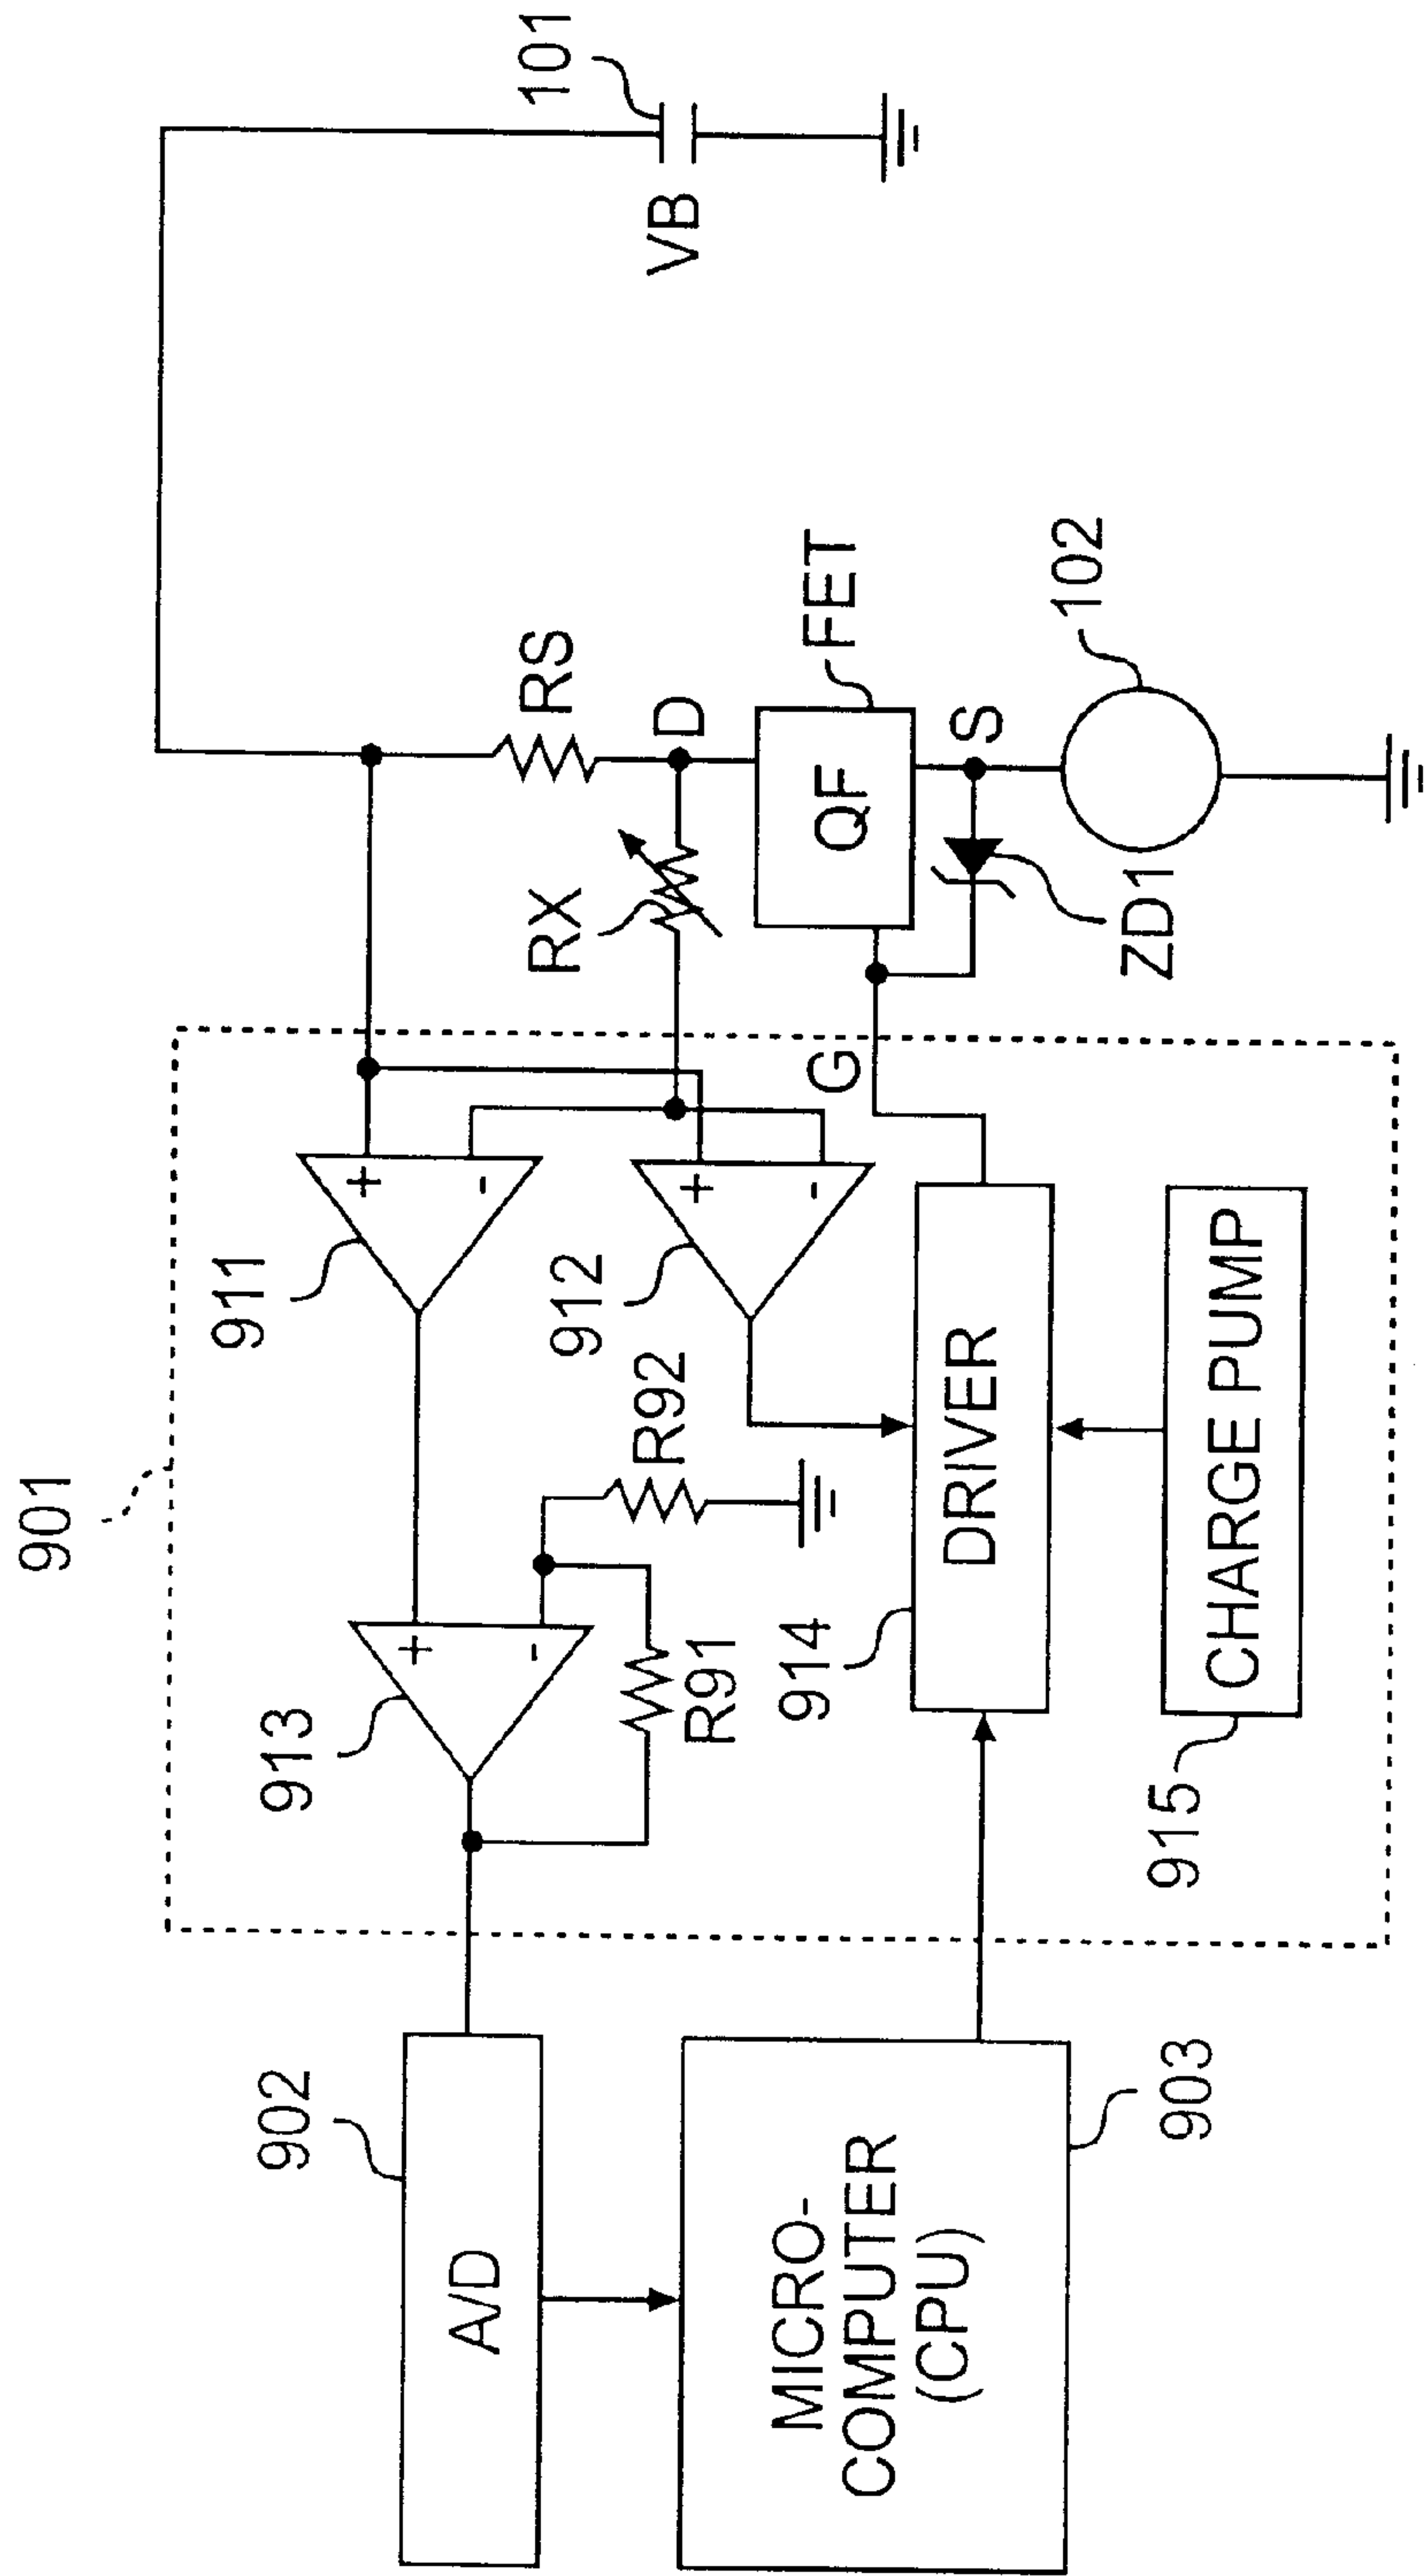 901
902
A/D
MICRO-
COMPUTER
(CPU)
903
913
+
-
R91
R92
911
+
-
912
+
-
914
DRIVER
915
CHARGE PUMP
G
RX
RS
D
QF
FET
S
ZD1
102
VB
101